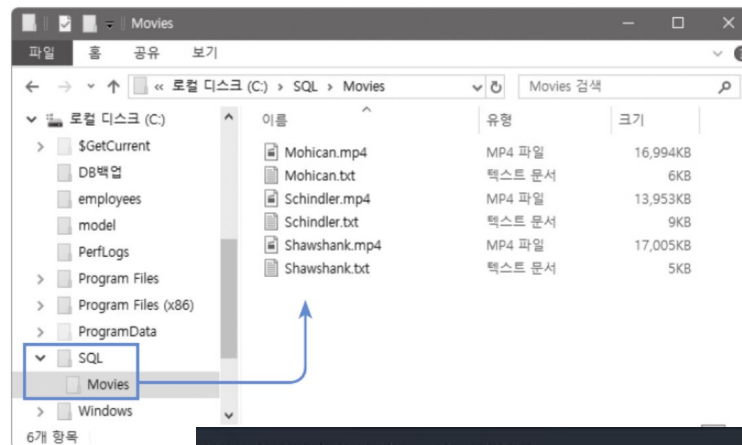 Movies
파일 홈 공유 보기
« 로컬 디스크 (C:) › SQL › Movies
Movies 검색
로컬 디스크 (C:)
$GetCurrent
DB백업
employees
model
PerfLogs
Program Files
Program Files (x86)
ProgramData
SQL
Movies
Windows
이름 유형 크기
Mohican.mp4 MP4 파일 16,994KB
Mohican.txt 텍스트 문서 6KB
Schindler.mp4 MP4 파일 13,953KB
Schindler.txt 텍스트 문서 9KB
Shawshank.mp4 MP4 파일 17,005KB
Shawshank.txt 텍스트 문서 5KB
6개 항목